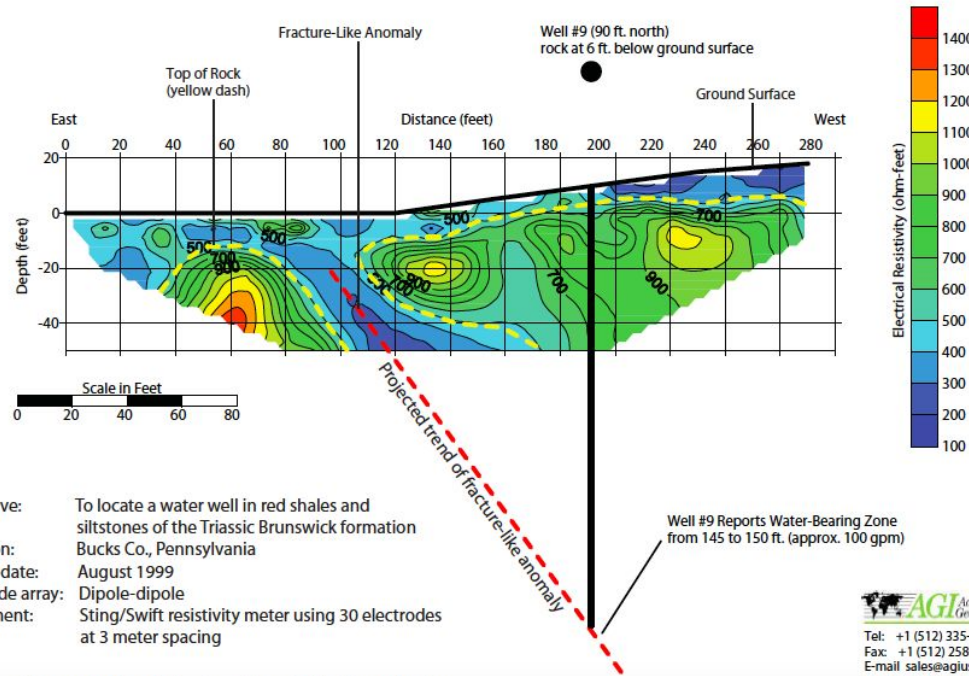 Fracture-Like Anomaly
Well #9 (90 ft. north)
rock at 6 ft. below ground surface
Top of Rock
(yellow dash)
Ground Surface
East
Distance (feet)
West
0 20 40 60 80 100 120 140 160 180 200 220 240 260 280
20
0
-20
-40
Depth (feet)
500
700
900
500
500
700
800
700
700
900
1400
1300
1200
1100
1000
900
800
700
600
500
400
300
200
100
Electrical Resistivity (ohm-feet)
Scale in Feet
0 20 40 60 80
Projected trend of fracture-like anomaly
Well #9 Reports Water-Bearing Zone
from 145 to 150 ft. (approx. 100 gpm)
ve: To locate a water well in red shales and
siltstones of the Triassic Brunswick formation
n: Bucks Co., Pennsylvania
date: August 1999
de array: Dipole-dipole
ment: Sting/Swift resistivity meter using 30 electrodes
at 3 meter spacing
AGI
Tel: +1 (512) 335-
Fax: +1 (512) 258
E-mail sales@agius